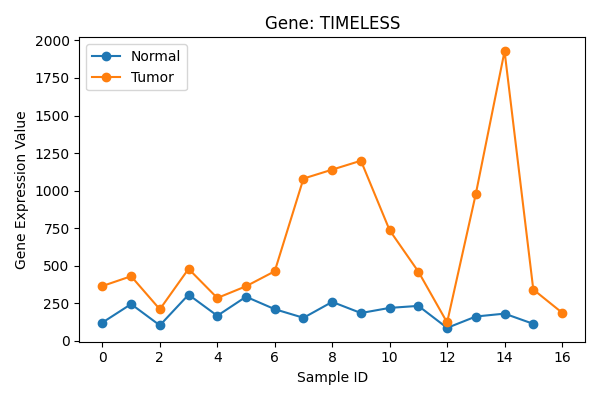 Gene: TIMELESS
Normal
Tumor
Gene Expression Value
2000
1750
1500
1250
1000
750
500
250
0
0 2 4 6 8 10 12 14 16
Sample ID